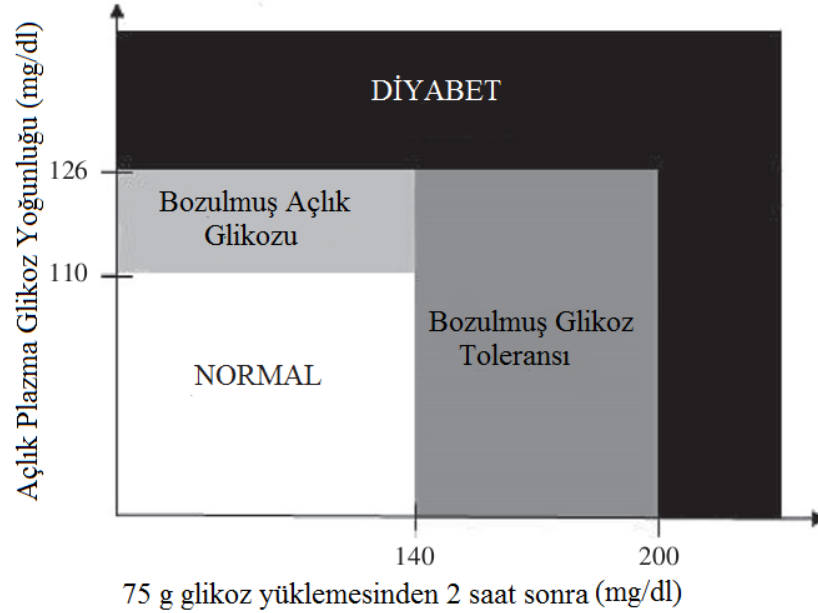 Açlık Plazma Glikoz Yoğunluğu (mg/dl)
DİYABET
126
Bozulmuş Açlık
Glikozu
110
Bozulmuş Glikoz
Toleransı
NORMAL
140
200
75 g glikoz yüklemesinden 2 saat sonra (mg/dl)